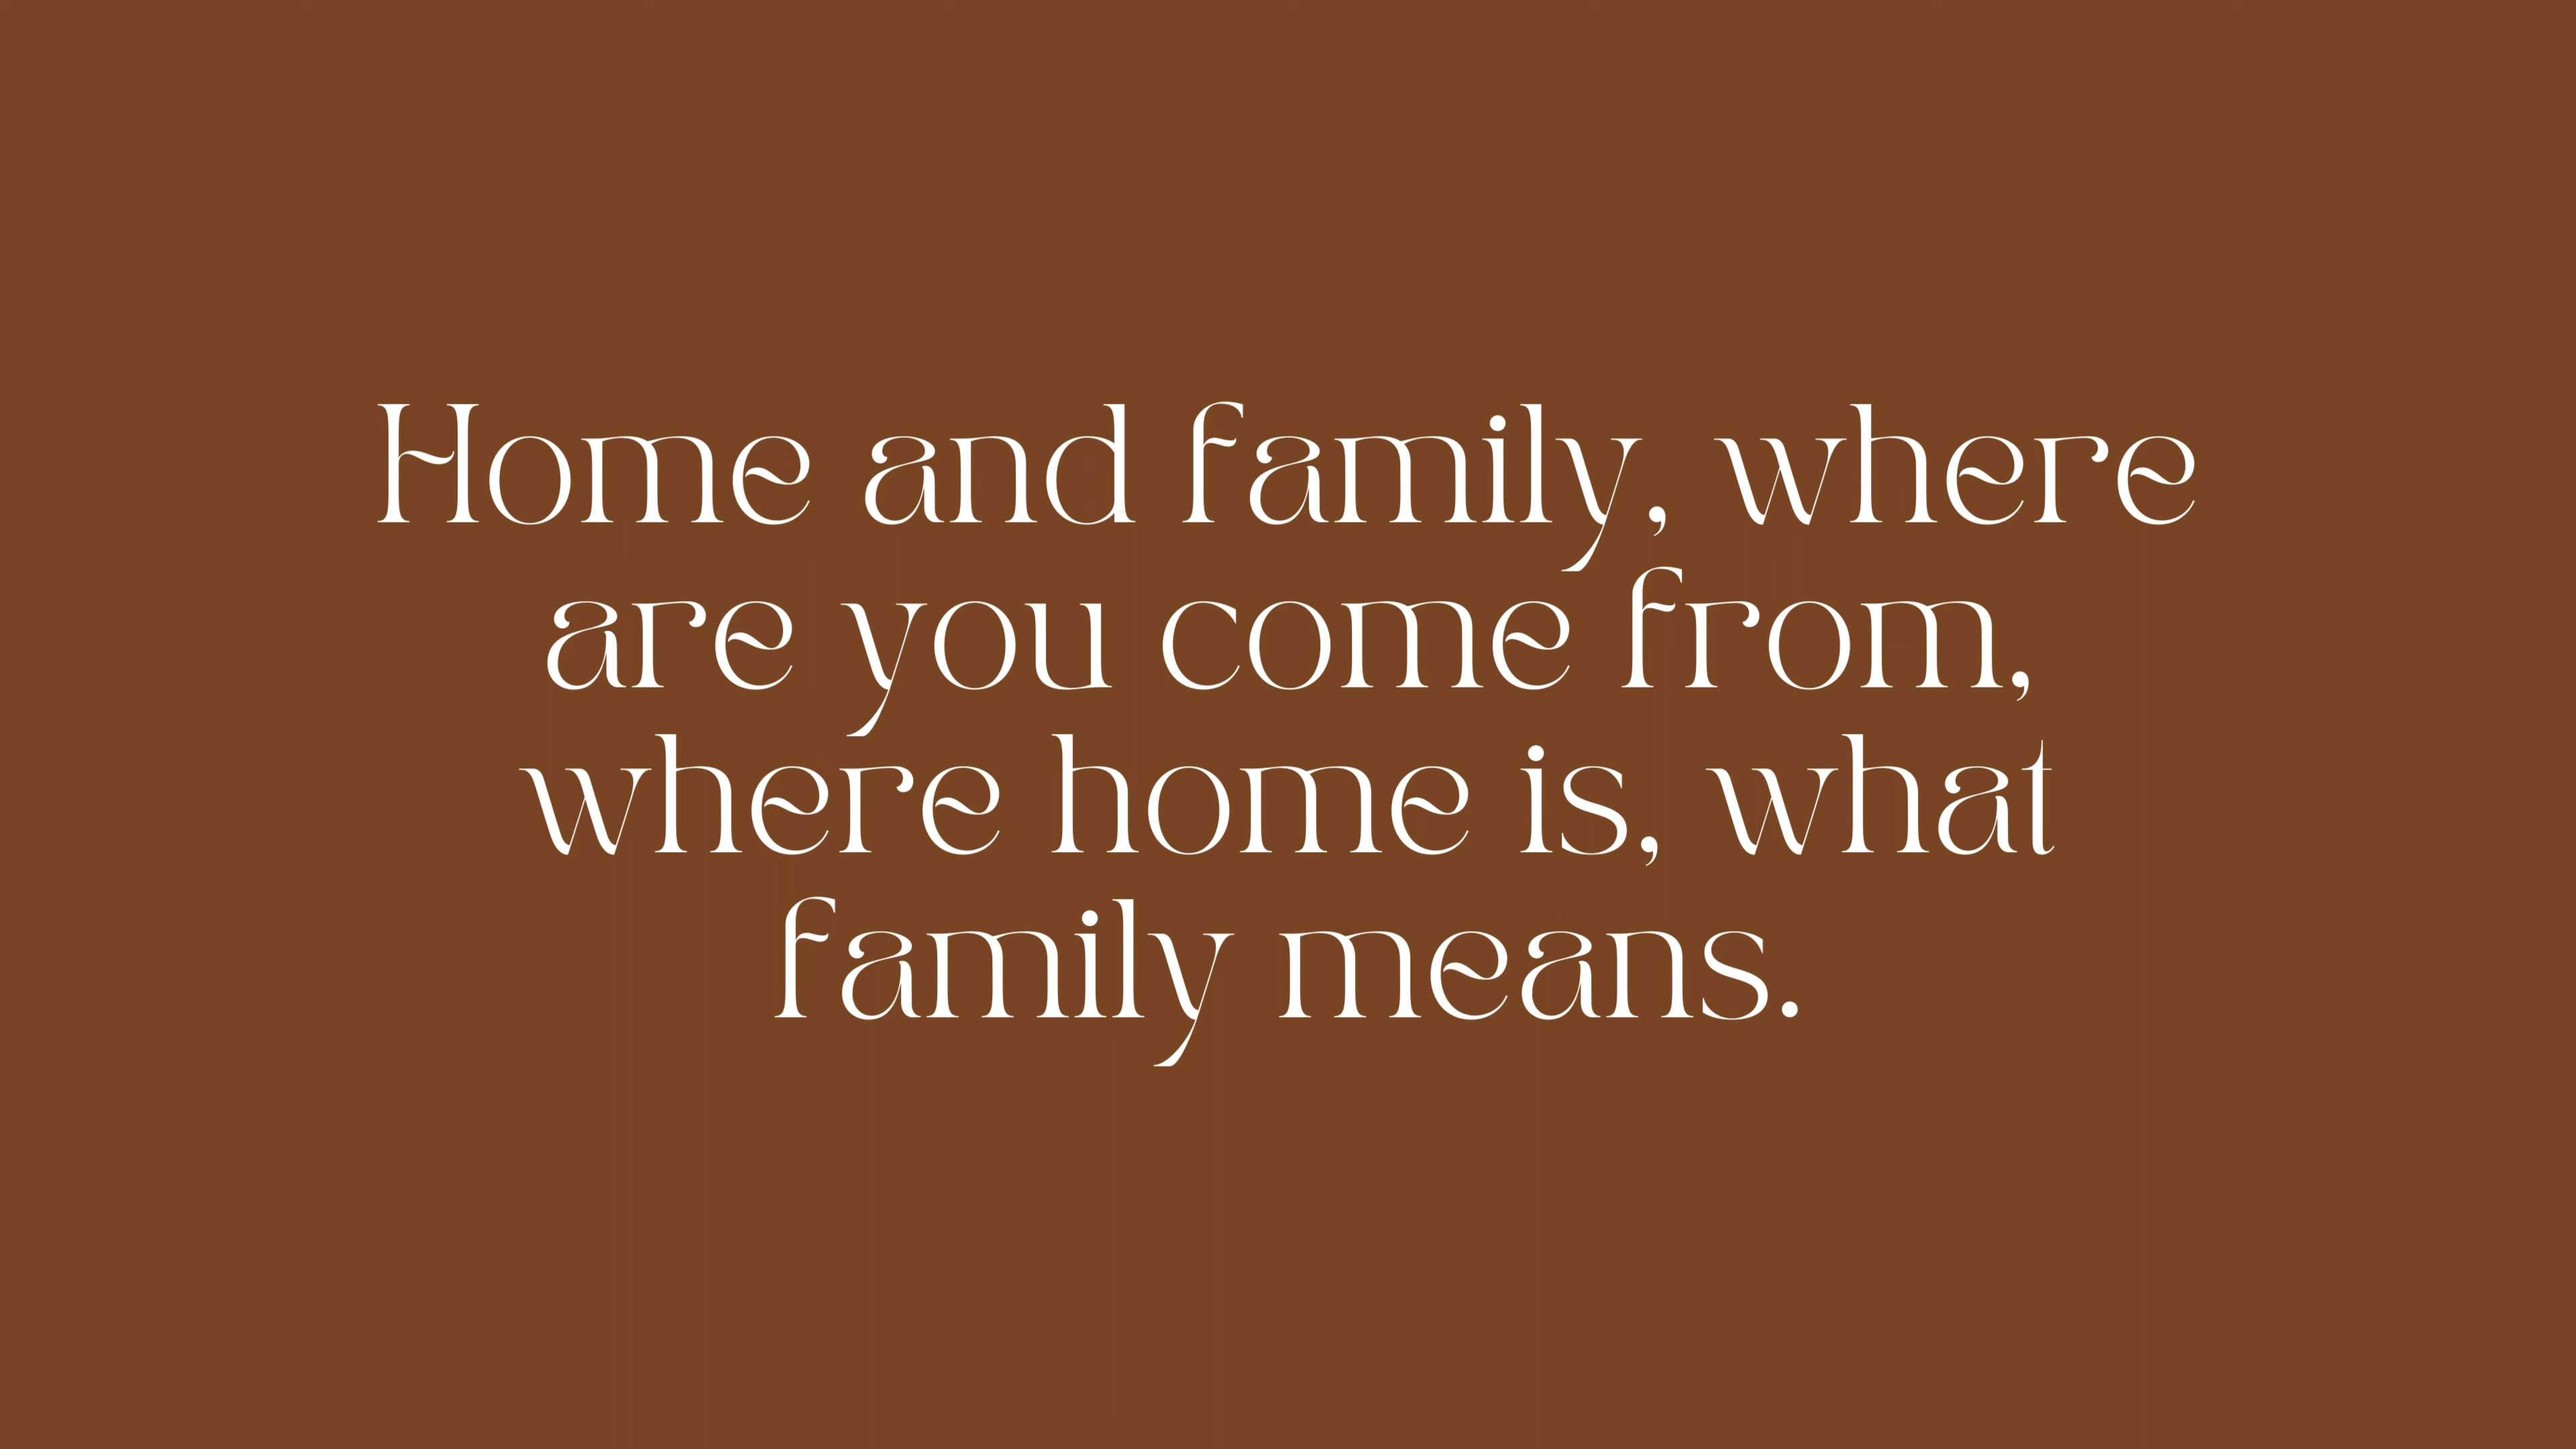 Home and family, where
are you come from,
where home is, what
family means.